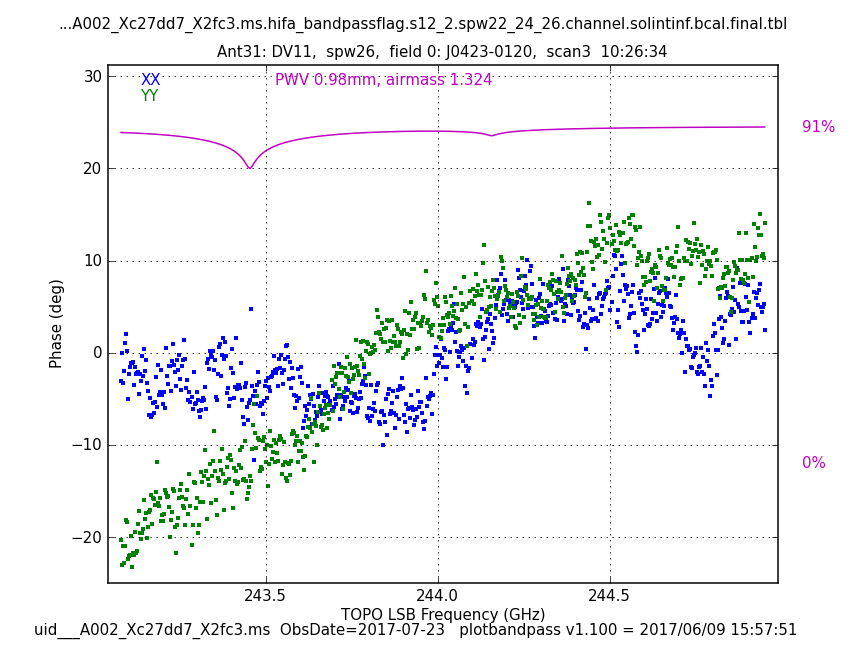 ...A002_Xc27dd7_X2fc3.ms.hifa_bandpassflag.s12_2.spw22_24_26.channel.solintinf.bcal.final.tbl
Ant31: DV11,  spw26,  field 0: J0423-0120,  scan3  10:26:34
XX
YY
PWV 0.98mm, airmass 1.324
91%
0%
30
20
10
0
−10
−20
Phase (deg)
243.5
244.0
244.5
TOPO LSB Frequency (GHz)
uid___A002_Xc27dd7_X2fc3.ms  ObsDate=2017-07-23   plotbandpass v1.100 = 2017/06/09 15:57:51